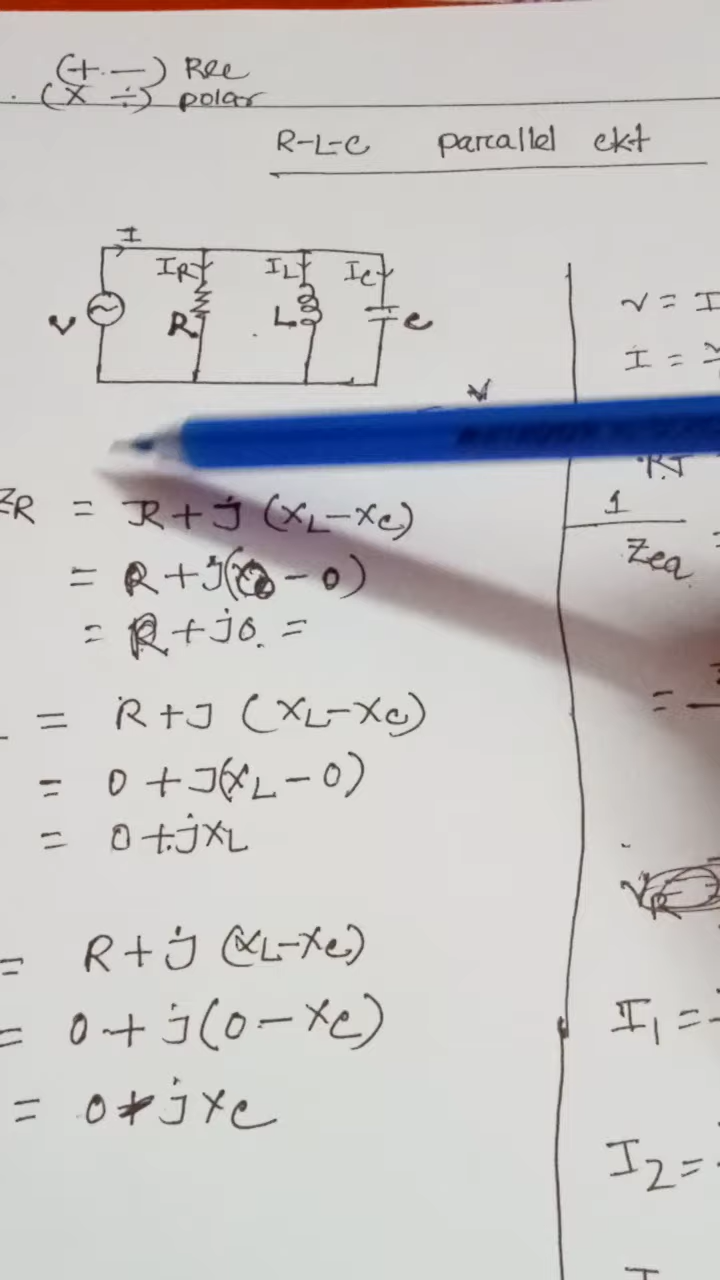 (+ -) Rec
. (× ÷) polar
R-L-C parallel ckt
I
IR IL IC
V R L C
ZR = R + j (XL-XC)
= R + j( - 0)
= R + j0. =
= R + J (XL-XC)
= 0 + J(XL - 0)
= 0 + jXL
= R + j (XL-XC)
= 0 + j(0 - XC)
= 0 - jXC
V = I
I =
1
Zeq =
=
VR
I1 =
I2 =